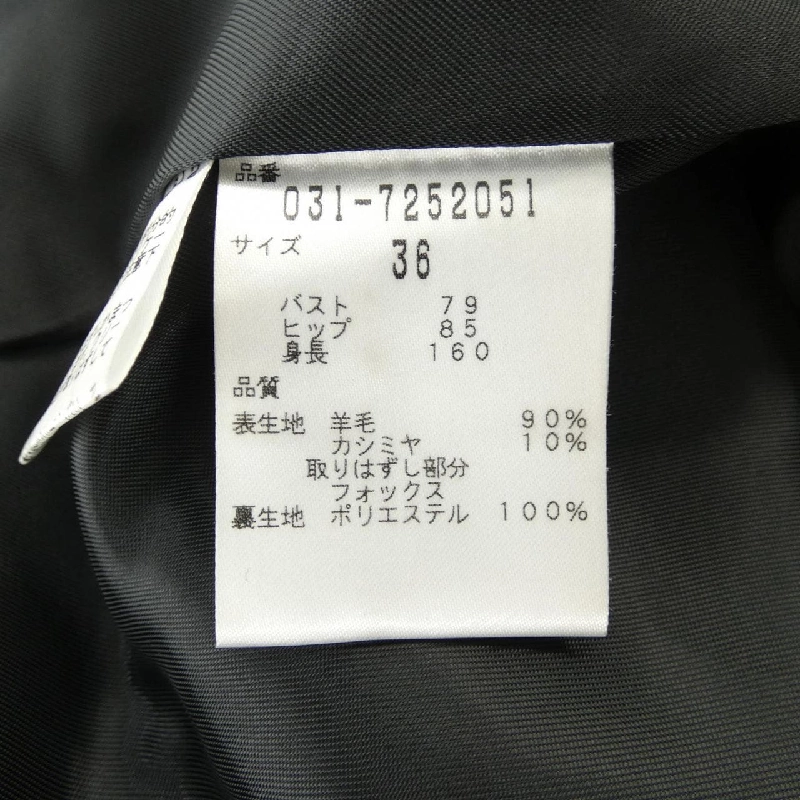 品番
031-7252051
サイズ
36
バスト 79
ヒップ 85
身長 160
品質
表生地 羊毛 90%
カシミヤ 10%
取りはずし部分
フォックス
裏生地 ポリエステル 100%